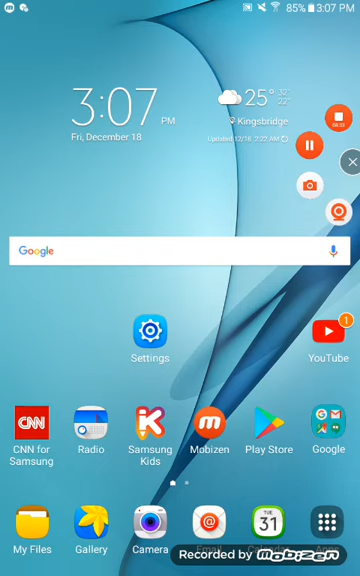 85% 3:07 PM
3:07 PM
Fri, December 18
25° 32° 22°
Kingsbridge
Updated 12/16 2:22 AM
Google
1
Settings
YouTube
CNN
CNN for Samsung
Radio
Samsung Kids
Mobizen
Play Store
Google
My Files
Gallery
Camera
Email
TUE
31
Recorded by mobizen